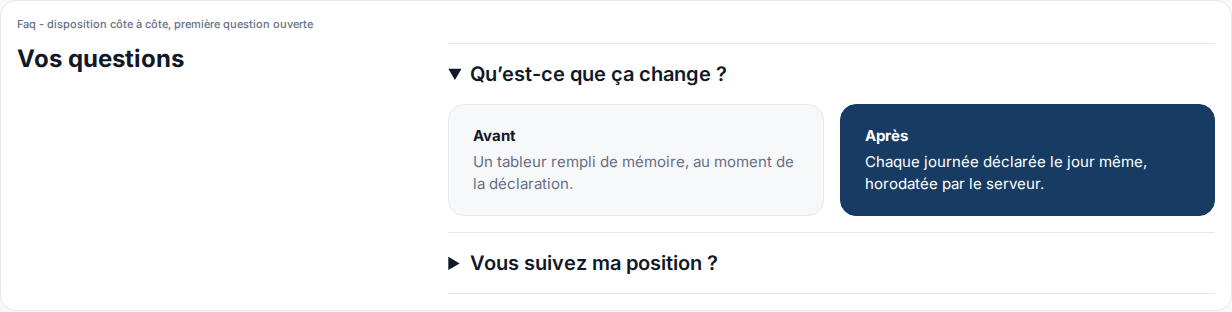 Faq - disposition côte à côte, première question ouverte
Vos questions
Qu’est-ce que ça change ?
Avant
Un tableur rempli de mémoire, au moment de
la déclaration.
Après
Chaque journée déclarée le jour même,
horodatée par le serveur.
Vous suivez ma position ?